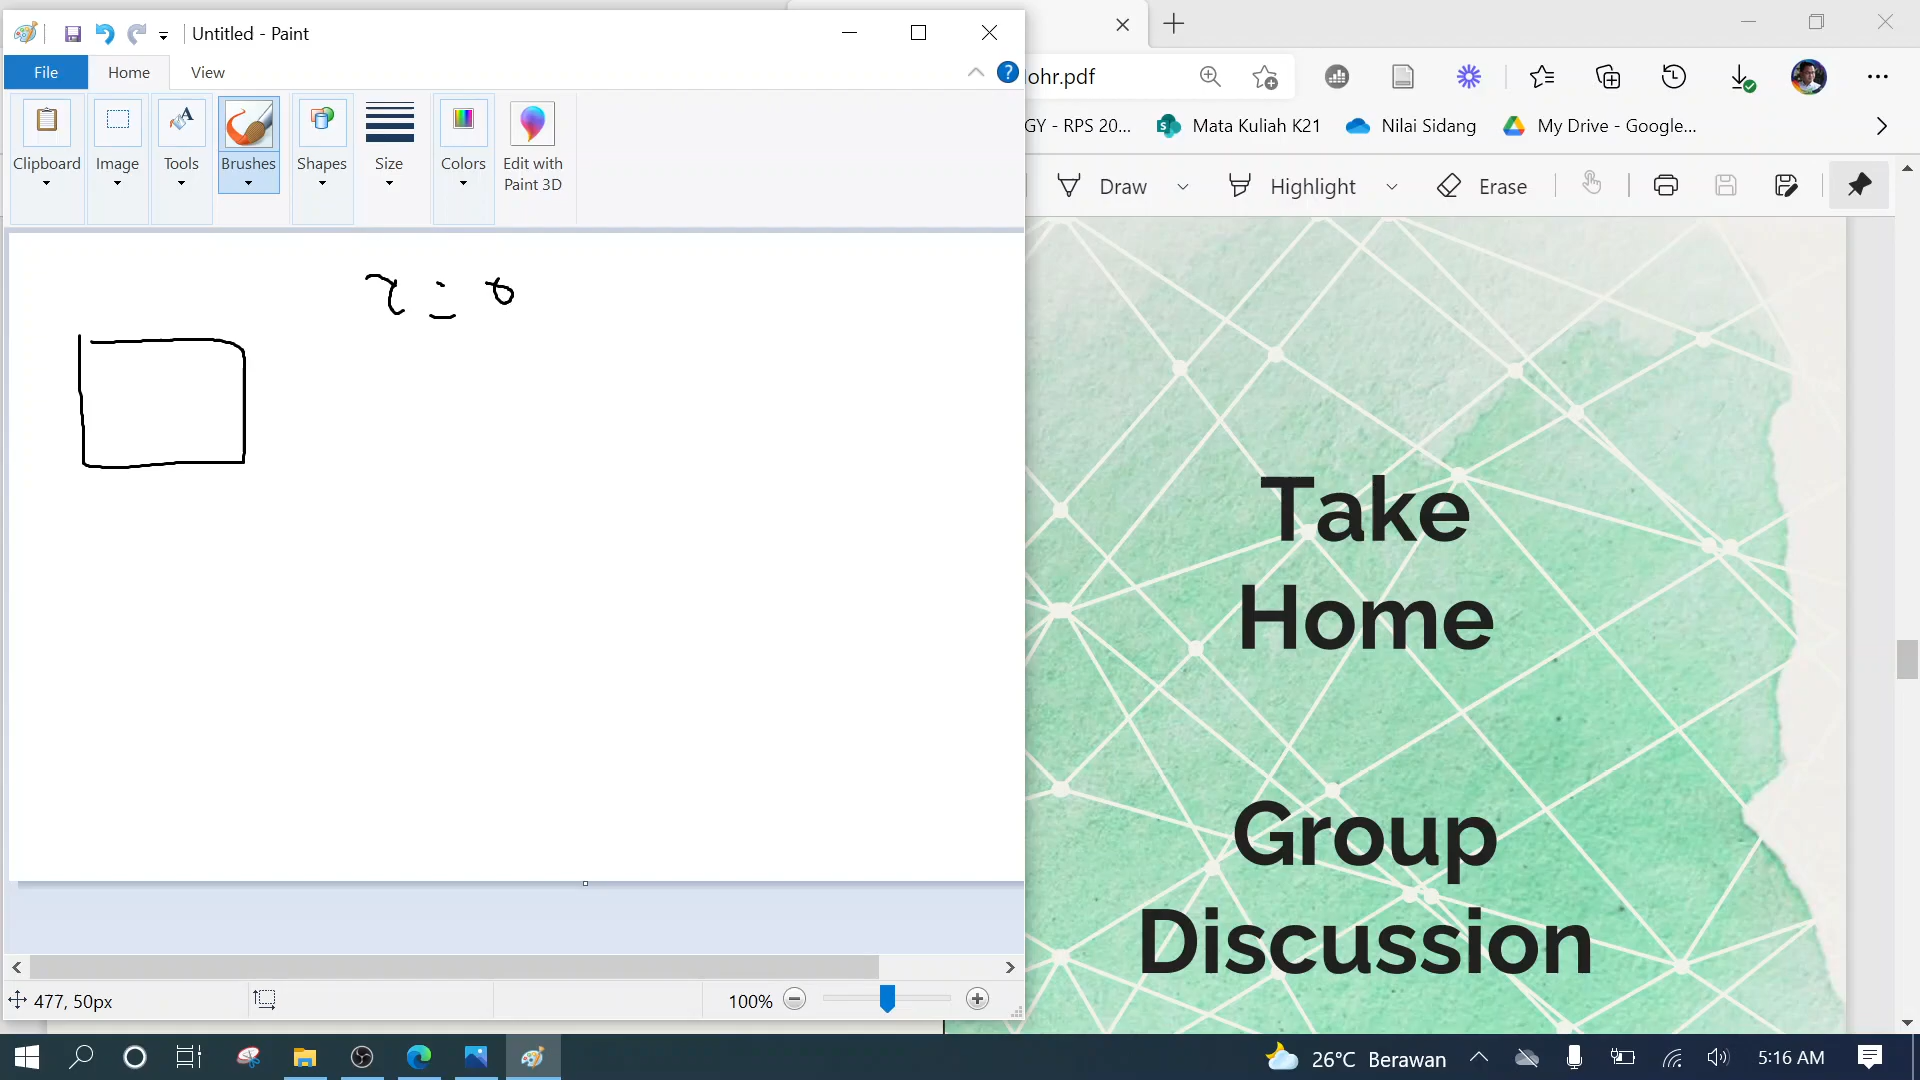 Untitled - Paint
File
Home
View
Clipboard
Image
Tools
Brushes
Shapes
Size
Colors
Edit with
Paint 3D
477, 50px
100%
ohr.pdf
GY - RPS 20...
Mata Kuliah K21
Nilai Sidang
My Drive - Google...
Draw
Highlight
Erase
Take
Home
Group
Discussion
26°C Berawan
5:16 AM